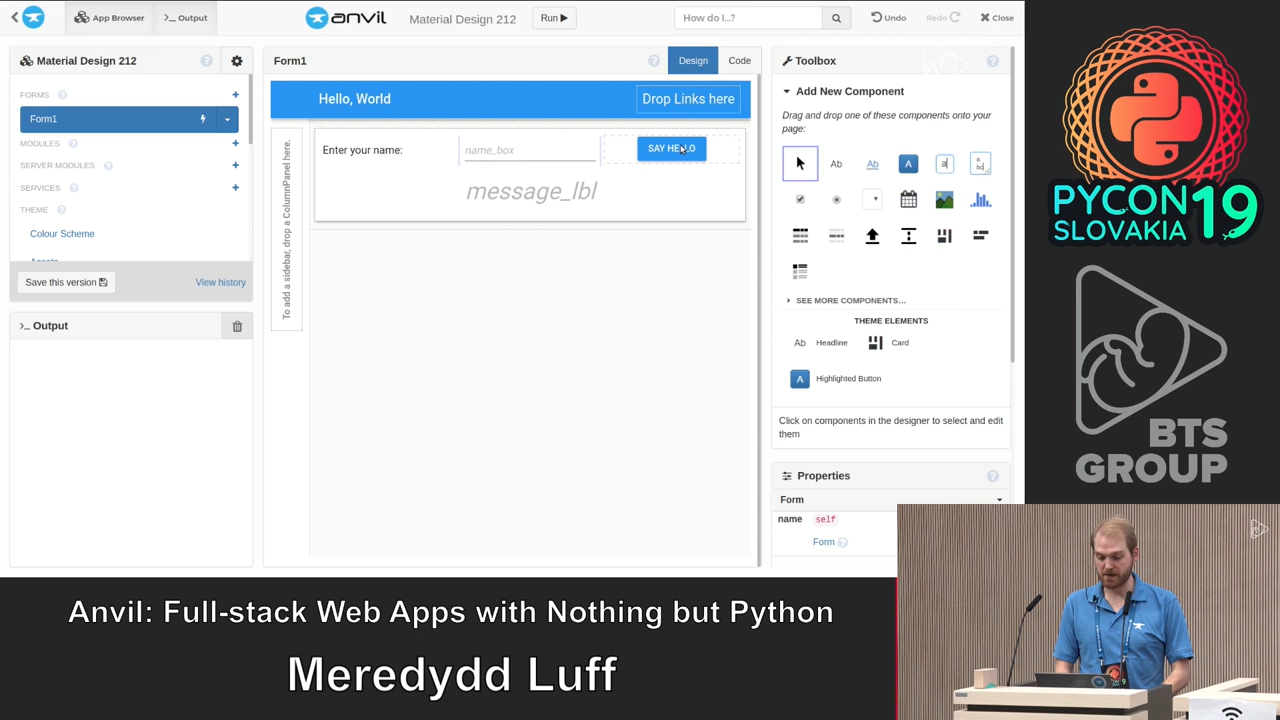 App Browser
Output
anvil
Material Design 212
Run
How do I...?
Undo
Redo
Close
Material Design 212
FORMS
Form1
MODULES
SERVER MODULES
SERVICES
THEME
Colour Scheme
Save this version
View history
Output
Form1
Design
Code
Hello, World
Drop Links here
To add a sidebar, drop a ColumnPanel here.
Enter your name:
name_box
SAY HELLO
message_lbl
Toolbox
Add New Component
Drag and drop one of these components onto your
page:
Ab
Ab
A
a
SEE MORE COMPONENTS...
THEME ELEMENTS
Ab Headline
Card
A Highlighted Button
Click on components in the designer to select and edit
them
Properties
Form
name self
Form
PYCON 19
SLOVAKIA
BTS
GROUP
Anvil: Full-stack Web Apps with Nothing but Python
Meredydd Luff